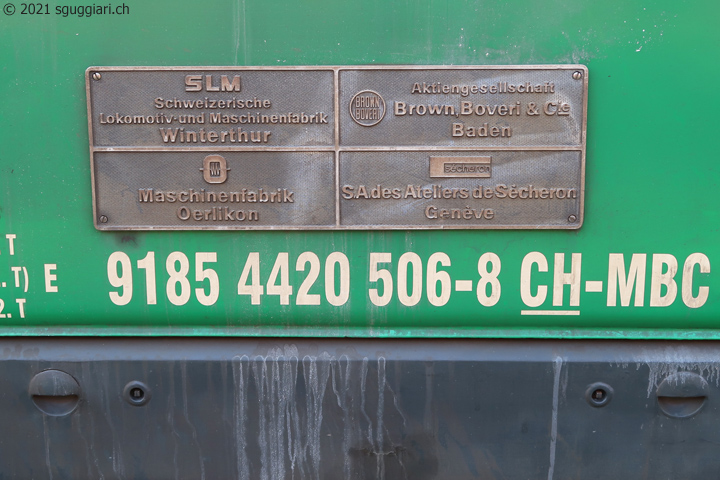 © 2021 sguggiari.ch
SLM
Schweizerische
Lokomotiv-und Maschinenfabrik
Winterthur
BROWN
BOVERI
Aktiengesellschaft
Brown, Boveri & Cie
Baden
Maschinenfabrik
Oerlikon
sécheron
S.A.des Ateliers de Sécheron
Genève
T
. T) E
2. T
9185 4420 506-8 CH-MBC